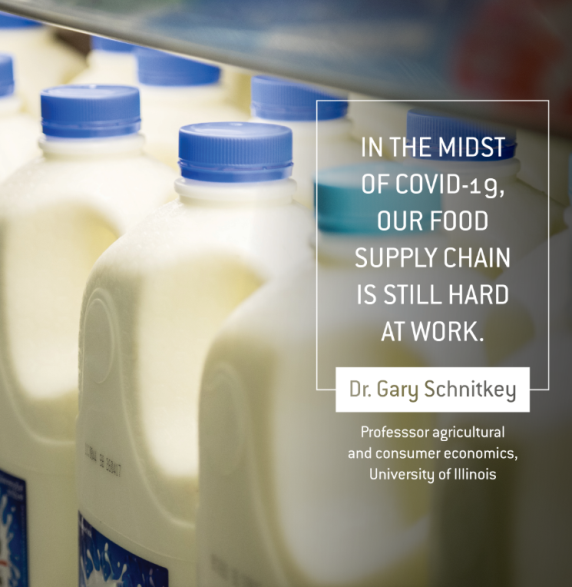 IN THE MIDST
OF COVID-19,
OUR FOOD
SUPPLY CHAIN
IS STILL HARD
AT WORK.
Dr. Gary Schnitkey
Professsor agricultural
and consumer economics,
University of Illinois